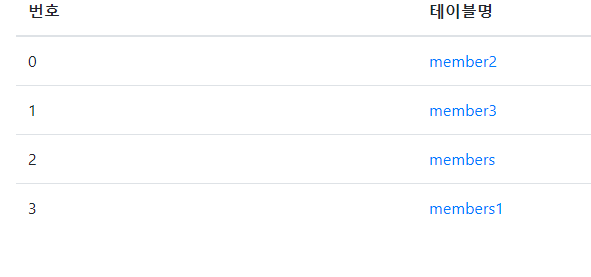 번호 테이블명
0 member2
1 member3
2 members
3 members1